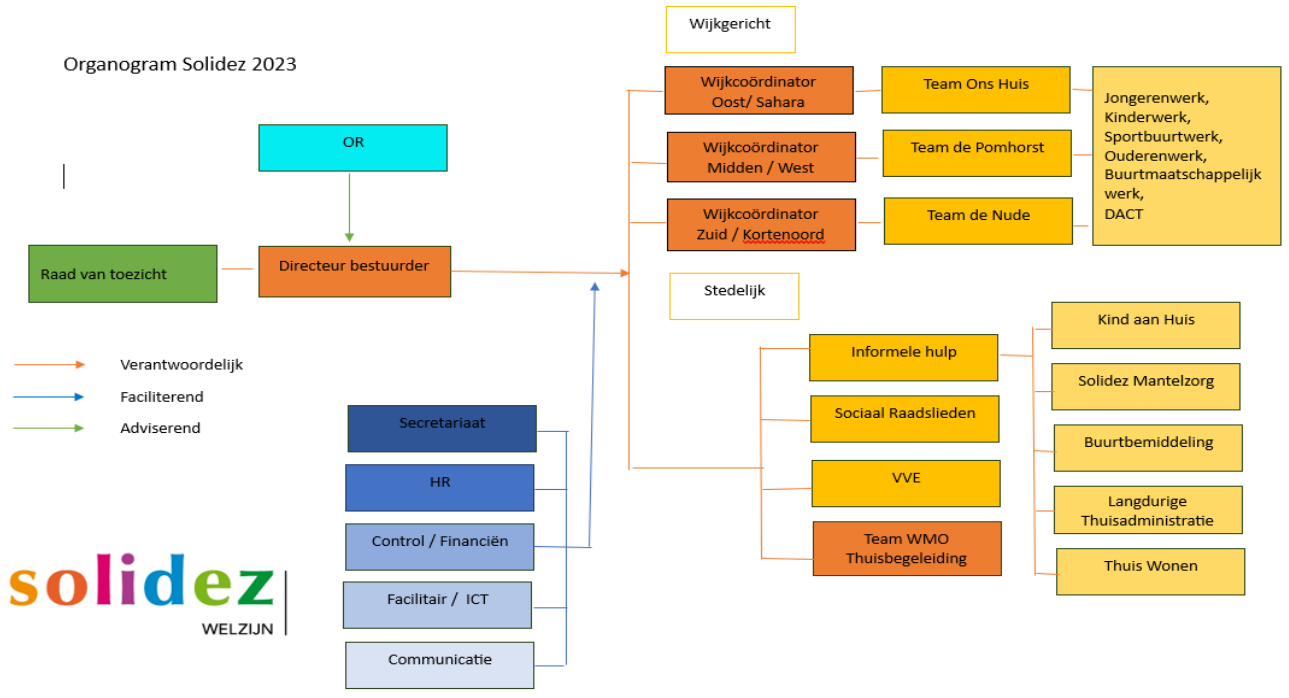 Organogram Solidez 2023
OR
Raad van toezicht
Directeur bestuurder
Verantwoordelijk
Faciliterend
Adviserend
Secretariaat
HR
Control / Financiën
Facilitair / ICT
Communicatie
solidez
WELZIJN
Wijkgericht
Wijkcoördinator
Oost/ Sahara
Team Ons Huis
Wijkcoördinator
Midden / West
Team de Pomhorst
Wijkcoördinator
Zuid / Kortenoord
Team de Nude
Jongerenwerk,
Kinderwerk,
Sportbuurtwerk,
Ouderenwerk,
Buurtmaatschappelijk
werk,
DACT
Stedelijk
Informele hulp
Sociaal Raadslieden
VVE
Team WMO
Thuisbegeleiding
Kind aan Huis
Solidez Mantelzorg
Buurtbemiddeling
Langdurige
Thuisadministratie
Thuis Wonen